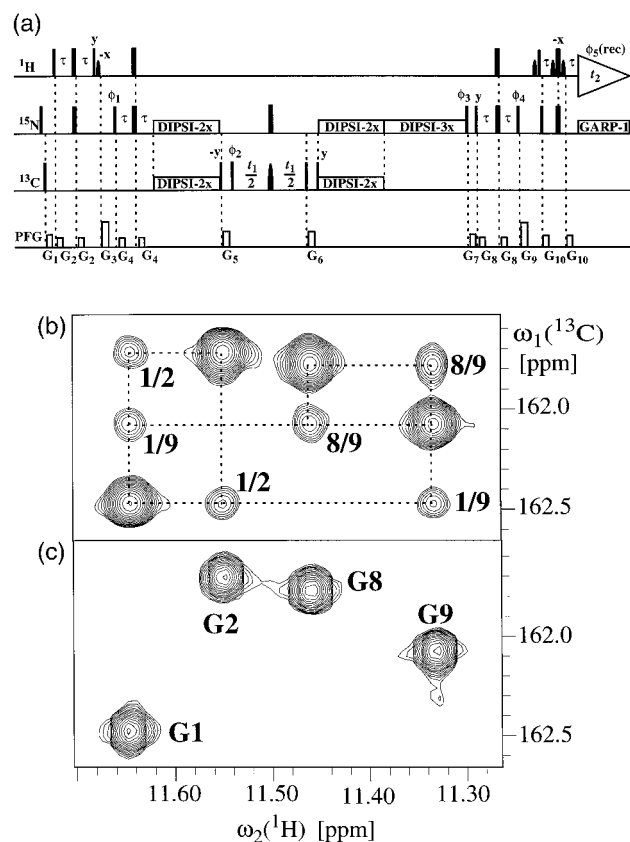 (a)
y -x -x ϕ5(rec)
1H τ τ τ τ t2
ϕ1 ϕ3 y ϕ4
15N τ τ DIPSI-2x DIPSI-2x DIPSI-3x τ τ GARP-1
-y ϕ2 t1/2 t1/2 y
13C DIPSI-2x DIPSI-2x
PFG
G1 G2 G2 G3 G4 G4 G5 G6 G7 G8 G8 G9 G10 G10
(b) ω1(13C)
[ppm]
1/2 8/9
162.0
1/9 8/9
1/2 1/9
162.5
(c)
G2 G8 G9
162.0
G1
162.5
11.60 11.50 11.40 11.30
ω2(1H) [ppm]